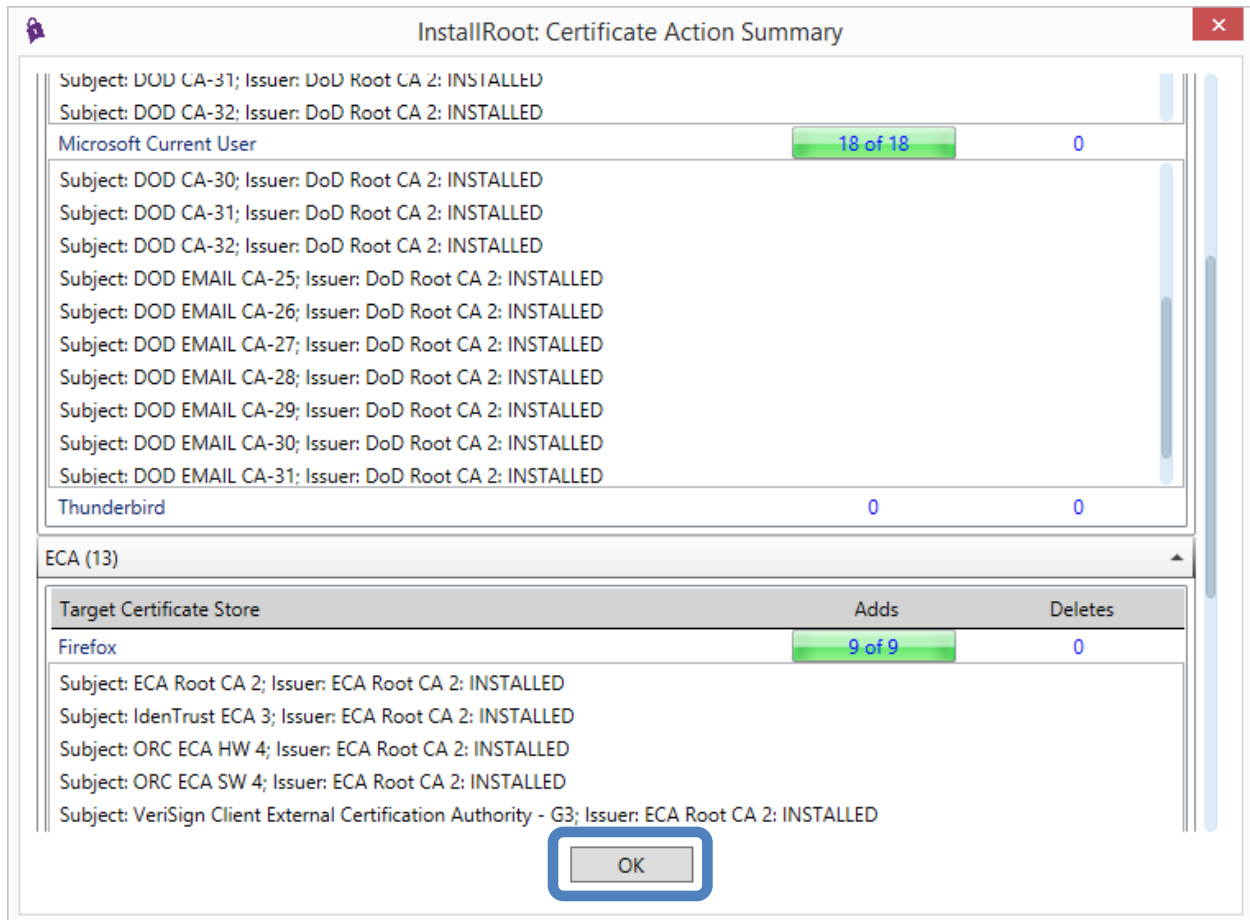 InstallRoot: Certificate Action Summary
Subject: DOD CA-31; Issuer: DoD Root CA 2: INSTALLED
Subject: DOD CA-32; Issuer: DoD Root CA 2: INSTALLED
Microsoft Current User 18 of 18 0
Subject: DOD CA-30; Issuer: DoD Root CA 2: INSTALLED
Subject: DOD CA-31; Issuer: DoD Root CA 2: INSTALLED
Subject: DOD CA-32; Issuer: DoD Root CA 2: INSTALLED
Subject: DOD EMAIL CA-25; Issuer: DoD Root CA 2: INSTALLED
Subject: DOD EMAIL CA-26; Issuer: DoD Root CA 2: INSTALLED
Subject: DOD EMAIL CA-27; Issuer: DoD Root CA 2: INSTALLED
Subject: DOD EMAIL CA-28; Issuer: DoD Root CA 2: INSTALLED
Subject: DOD EMAIL CA-29; Issuer: DoD Root CA 2: INSTALLED
Subject: DOD EMAIL CA-30; Issuer: DoD Root CA 2: INSTALLED
Subject: DOD EMAIL CA-31; Issuer: DoD Root CA 2: INSTALLED
Thunderbird 0 0
ECA (13)
Target Certificate Store Adds Deletes
Firefox 9 of 9 0
Subject: ECA Root CA 2; Issuer: ECA Root CA 2: INSTALLED
Subject: IdenTrust ECA 3; Issuer: ECA Root CA 2: INSTALLED
Subject: ORC ECA HW 4; Issuer: ECA Root CA 2: INSTALLED
Subject: ORC ECA SW 4; Issuer: ECA Root CA 2: INSTALLED
Subject: VeriSign Client External Certification Authority - G3; Issuer: ECA Root CA 2: INSTALLED
OK